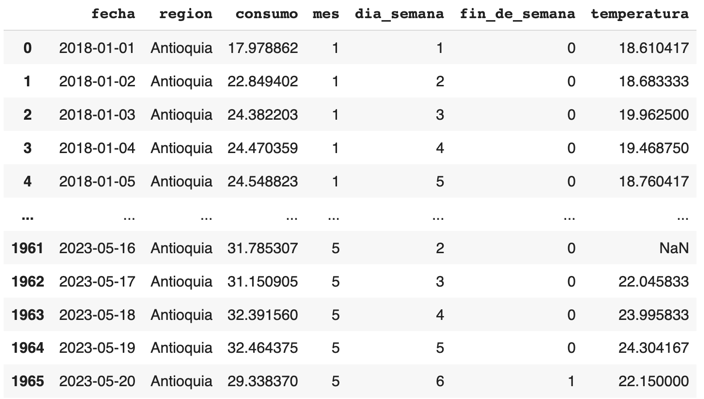 fecha region consumo mes dia_semana fin_de_semana temperatura
0 2018-01-01 Antioquia 17.978862 1 1 0 18.610417
1 2018-01-02 Antioquia 22.849402 1 2 0 18.683333
2 2018-01-03 Antioquia 24.382203 1 3 0 19.962500
3 2018-01-04 Antioquia 24.470359 1 4 0 19.468750
4 2018-01-05 Antioquia 24.548823 1 5 0 18.760417
... ... ... ... ... ... ... ...
1961 2023-05-16 Antioquia 31.785307 5 2 0 NaN
1962 2023-05-17 Antioquia 31.150905 5 3 0 22.045833
1963 2023-05-18 Antioquia 32.391560 5 4 0 23.995833
1964 2023-05-19 Antioquia 32.464375 5 5 0 24.304167
1965 2023-05-20 Antioquia 29.338370 5 6 1 22.150000